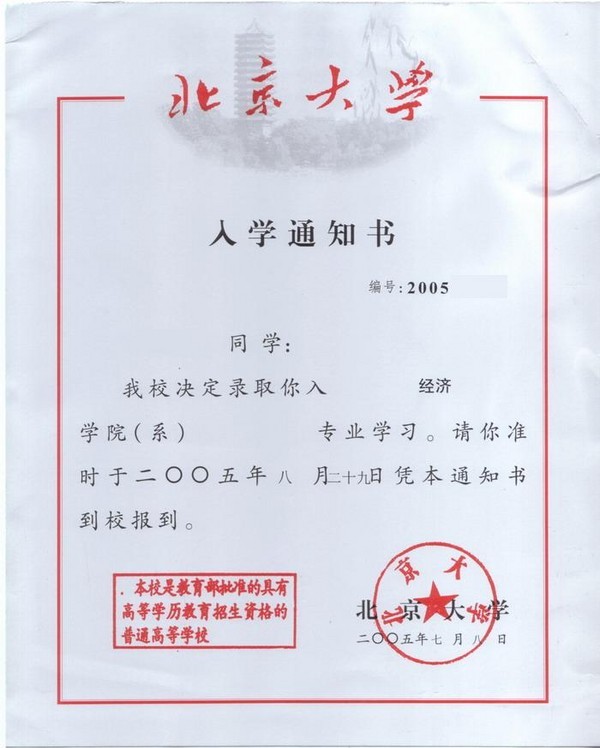 北京大学
入学通知书
编号:2005
同学:
我校决定录取你入 经济
学院(系) 专业学习。请你准
时于二〇〇五年八月二十九日凭本通知书
到校报到。
.本校是教育部批准的具有
高等学历教育招生资格的
普通高等学校
北京大学
北京大学
二〇〇五年七月八日